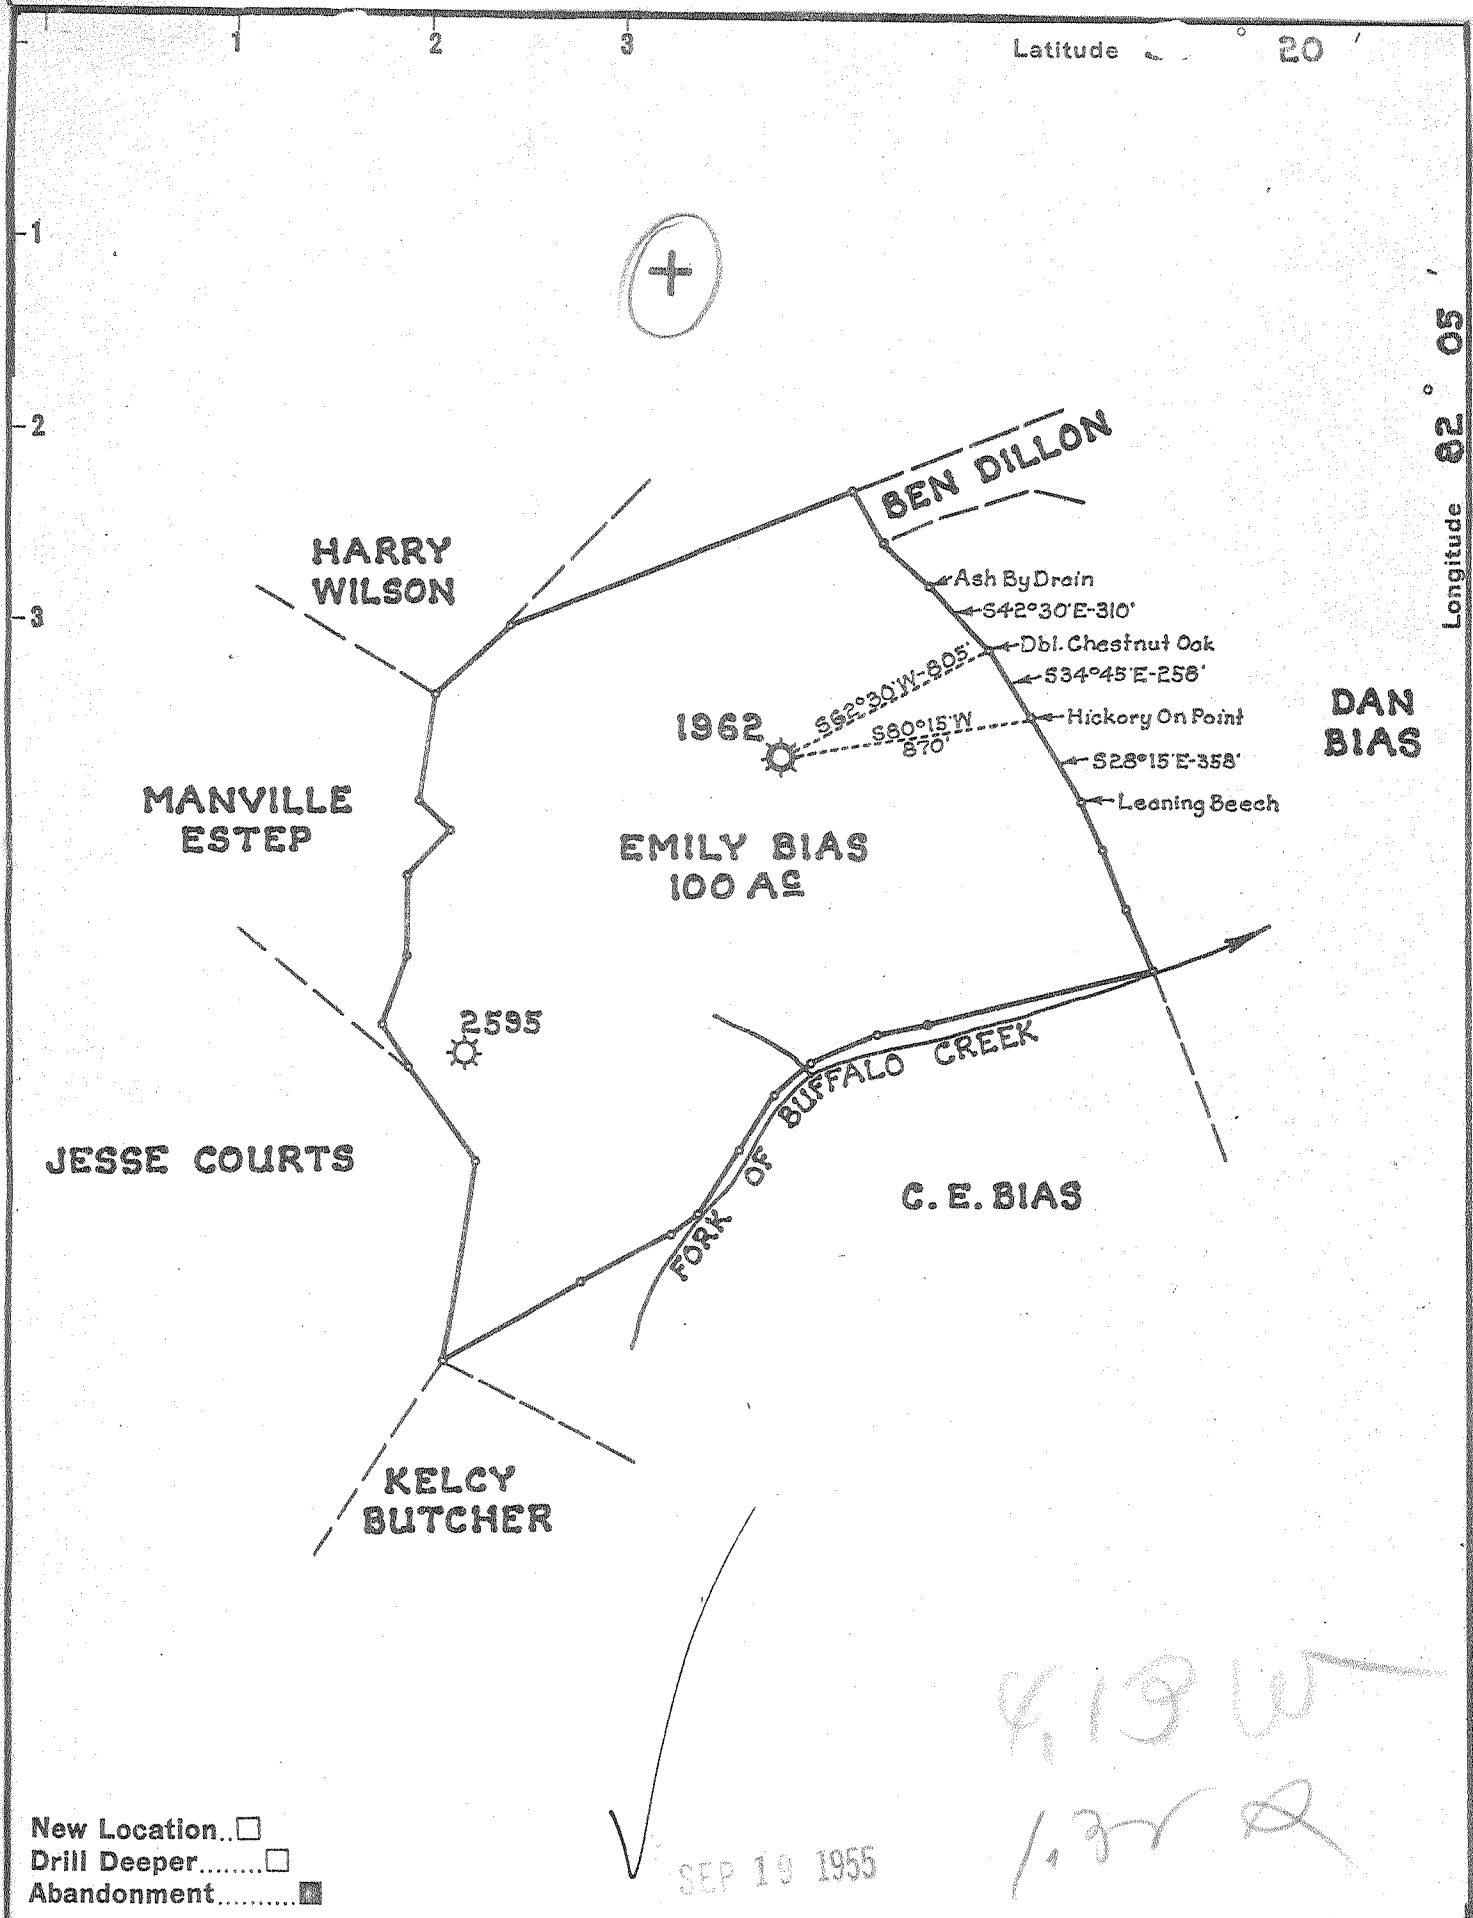 1 2 3
Latitude ° 20 '
1
2
3
Longitude 82 ° 05 '
BEN DILLON
HARRY
WILSON
Ash By Drain
S42°30'E-310'
Dbl. Chestnut Oak
S62°30'W-805'
S34°45'E-258'
1962
S80°15'W
870'
Hickory On Point
DAN
BIAS
S28°15'E-358'
Leaning Beech
MANVILLE
ESTEP
EMILY BIAS
100 Ac
2595
FORK OF BUFFALO CREEK
JESSE COURTS
C. E. BIAS
KELCY
BUTCHER
4,13 W
New Location..□
Drill Deeper........□
Abandonment..........■
SEP 19 1955